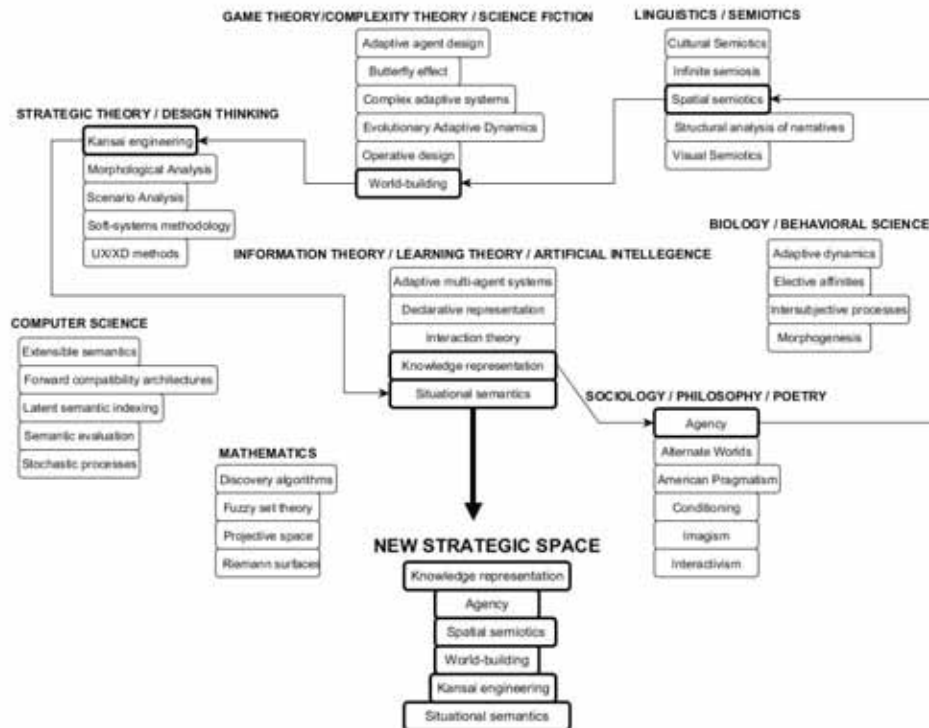 GAME THEORY/COMPLEXITY THEORY / SCIENCE FICTION
Adaptive agent design
Butterfly effect
Complex adaptive systems
Evolutionary Adaptive Dynamics
Operative design
World-building
LINGUISTICS / SEMIOTICS
Cultural Semiotics
Infinite semiosis
Spatial semiotics
Structural analysis of narratives
Visual Semiotics
STRATEGIC THEORY / DESIGN THINKING
Kansai engineering
Morphological Analysis
Scenario Analysis
Soft-systems methodology
UX/XD methods
BIOLOGY / BEHAVIORAL SCIENCE
Adaptive dynamics
Elective affinities
Intersubjective processes
Morphogenesis
INFORMATION THEORY / LEARNING THEORY / ARTIFICIAL INTELLEGENCE
Adaptive multi-agent systems
Declarative representation
Interaction theory
Knowledge representation
Situational semantics
COMPUTER SCIENCE
Extensible semantics
Forward compatibility architectures
Latent semantic indexing
Semantic evaluation
Stochastic processes
SOCIOLOGY / PHILOSOPHY / POETRY
Agency
Alternate Worlds
American Pragmatism
Conditioning
Imagism
Interactivism
MATHEMATICS
Discovery algorithms
Fuzzy set theory
Projective space
Riemann surfaces
NEW STRATEGIC SPACE
Knowledge representation
Agency
Spatial semiotics
World-building
Kansai engineering
Situational semantics